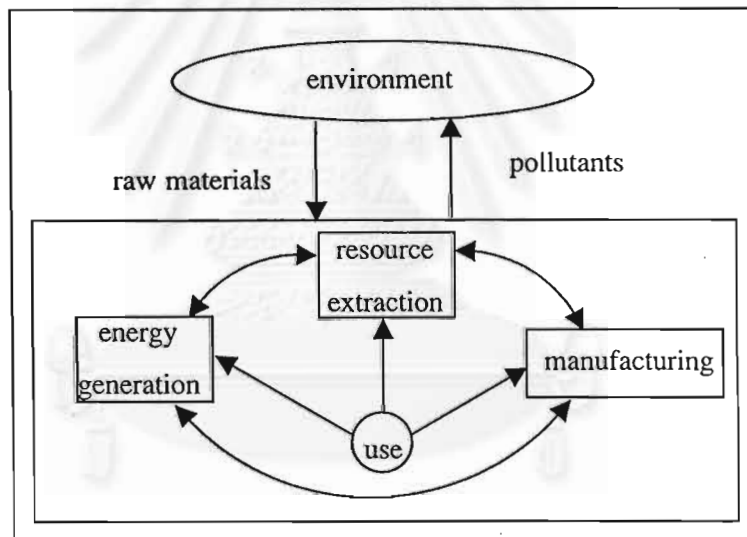 environment
raw materials
pollutants
resource
extraction
energy
generation
manufacturing
use